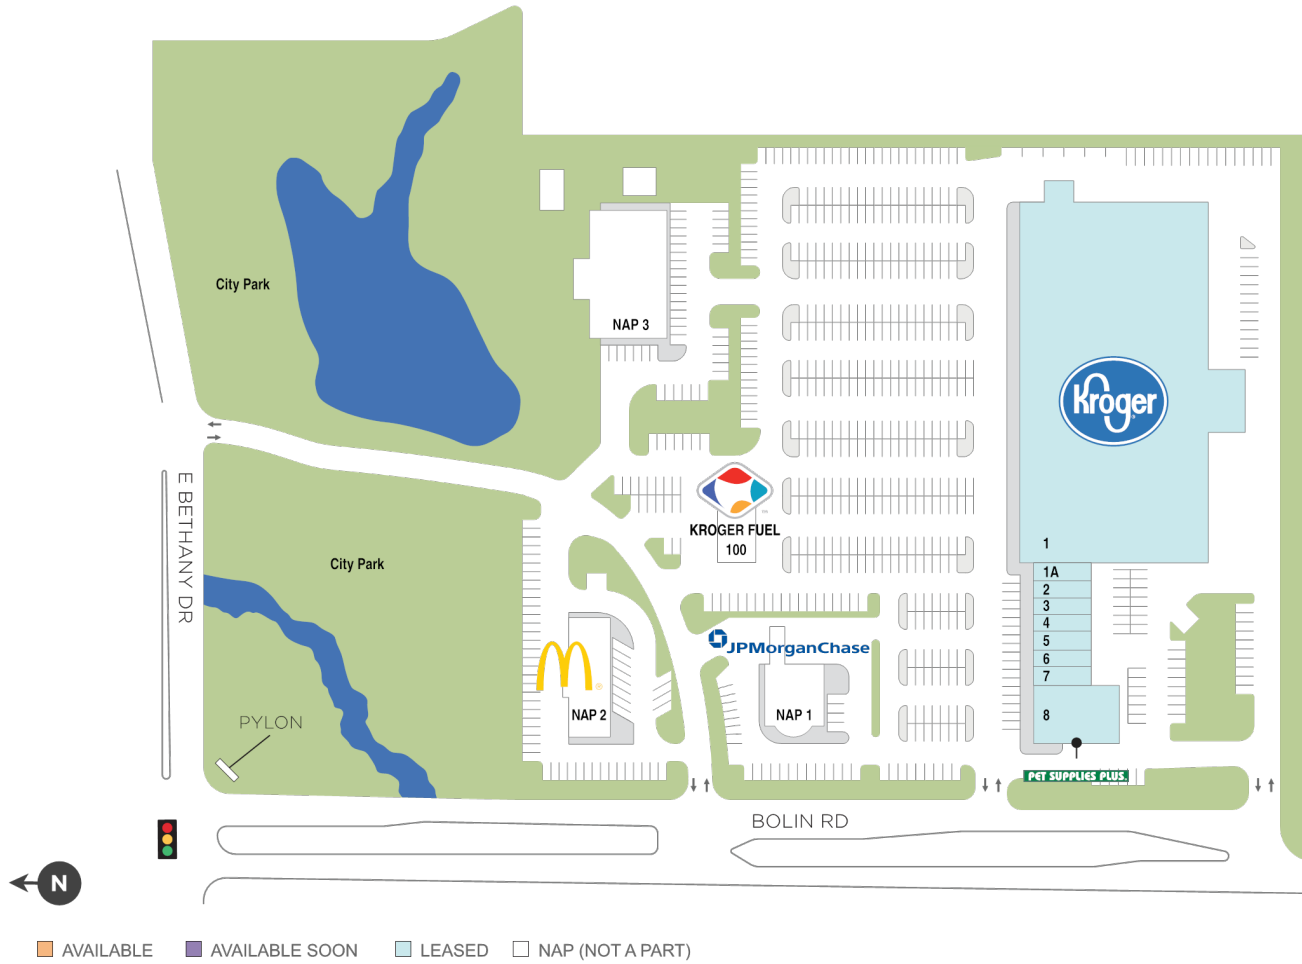 City Park
NAP 3
Kroger
KROGER FUEL
100
1
1A
2
3
4
5
6
7
8
E BETHANY DR
City Park
JPMorganChase
NAP 2
NAP 1
PYLON
PET SUPPLIES PLUS.
BOLIN RD
N
AVAILABLE
AVAILABLE SOON
LEASED
NAP (NOT A PART)